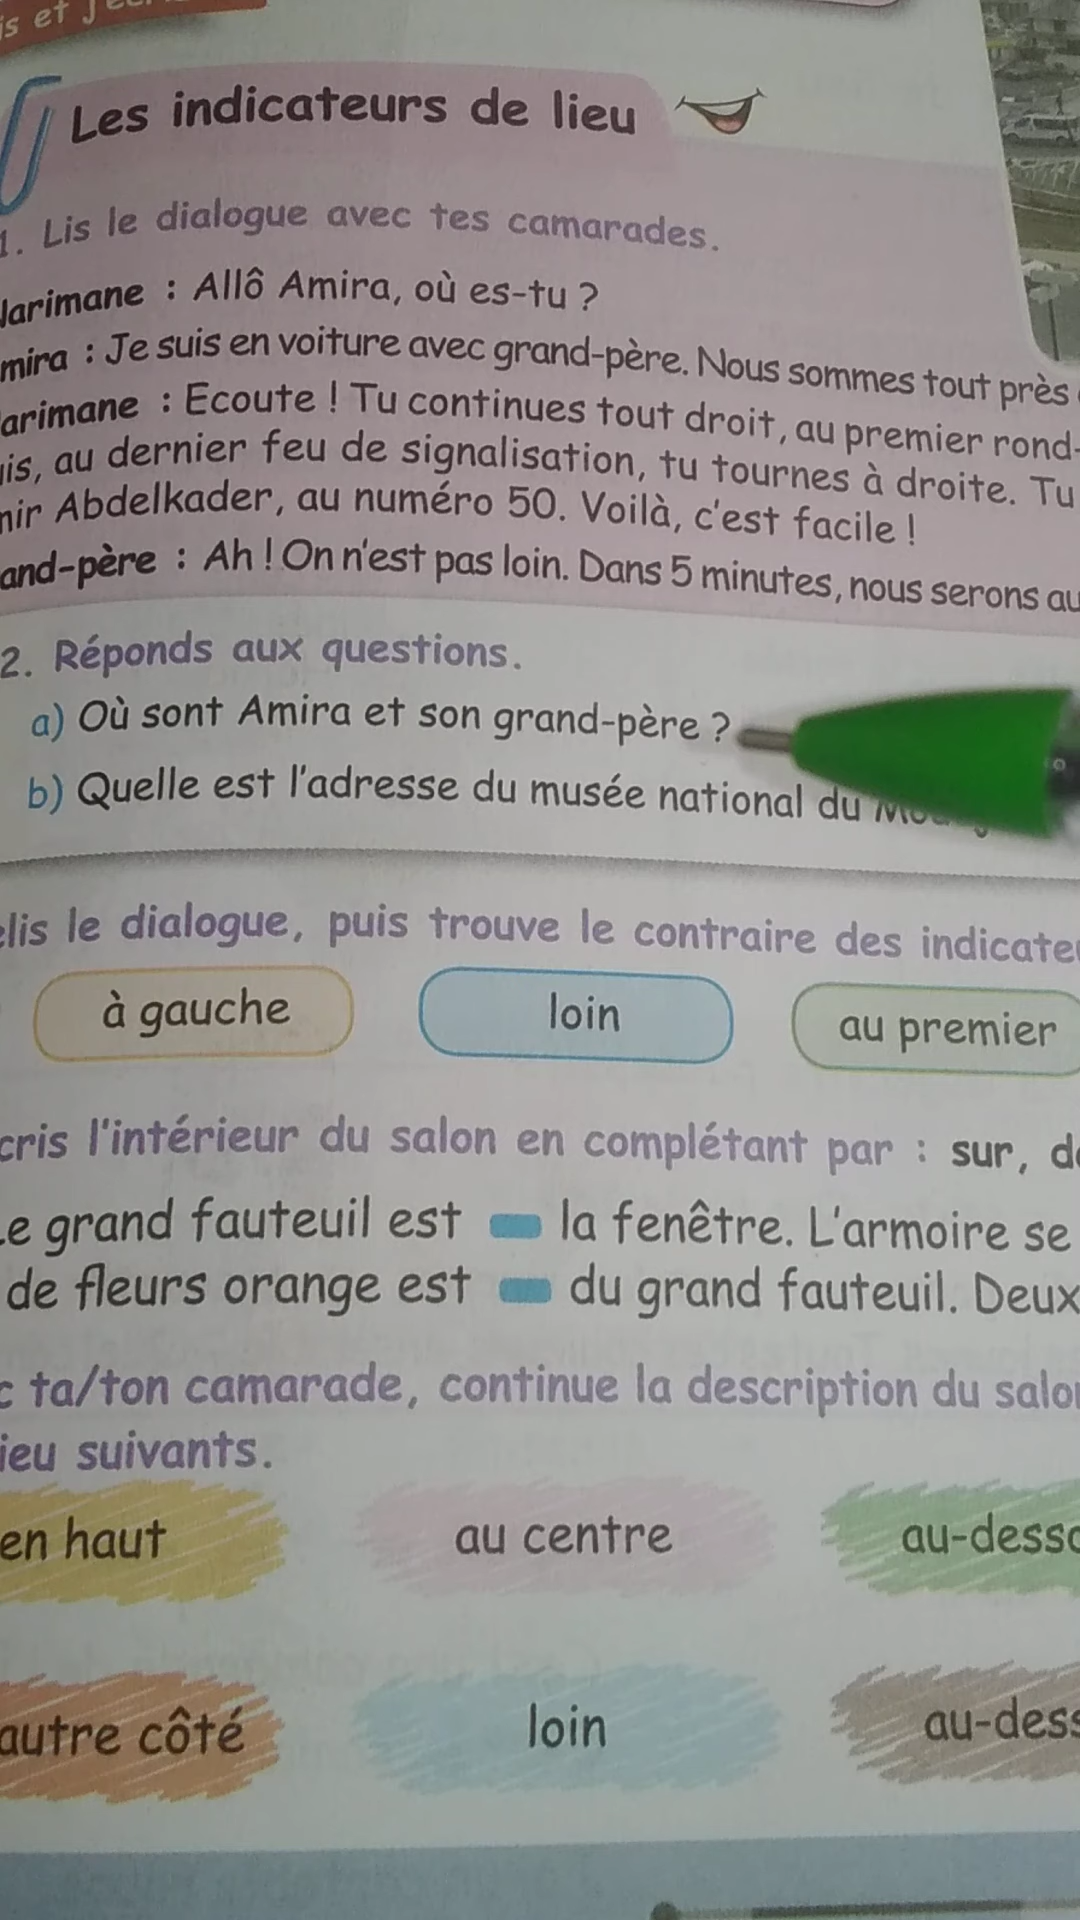 is et
Les indicateurs de lieu
1. Lis le dialogue avec tes camarades.
arimane : Allô Amira, où es-tu ?
mira : Je suis en voiture avec grand-père. Nous sommes tout près
arimane : Ecoute ! Tu continues tout droit, au premier rond-
is, au dernier feu de signalisation, tu tournes à droite. Tu
ir Abdelkader, au numéro 50. Voilà, c'est facile !
and-père : Ah ! On n'est pas loin. Dans 5 minutes, nous serons au
2. Réponds aux questions.
a) Où sont Amira et son grand-père ?
b) Quelle est l'adresse du musée national du
lis le dialogue, puis trouve le contraire des indicate
à gauche loin au premier
cris l'intérieur du salon en complétant par : sur, d
e grand fauteuil est la fenêtre. L'armoire se
de fleurs orange est du grand fauteuil. Deux
c ta/ton camarade, continue la description du salo
ieu suivants.
en haut au centre au-dess
autre côté loin au-dess